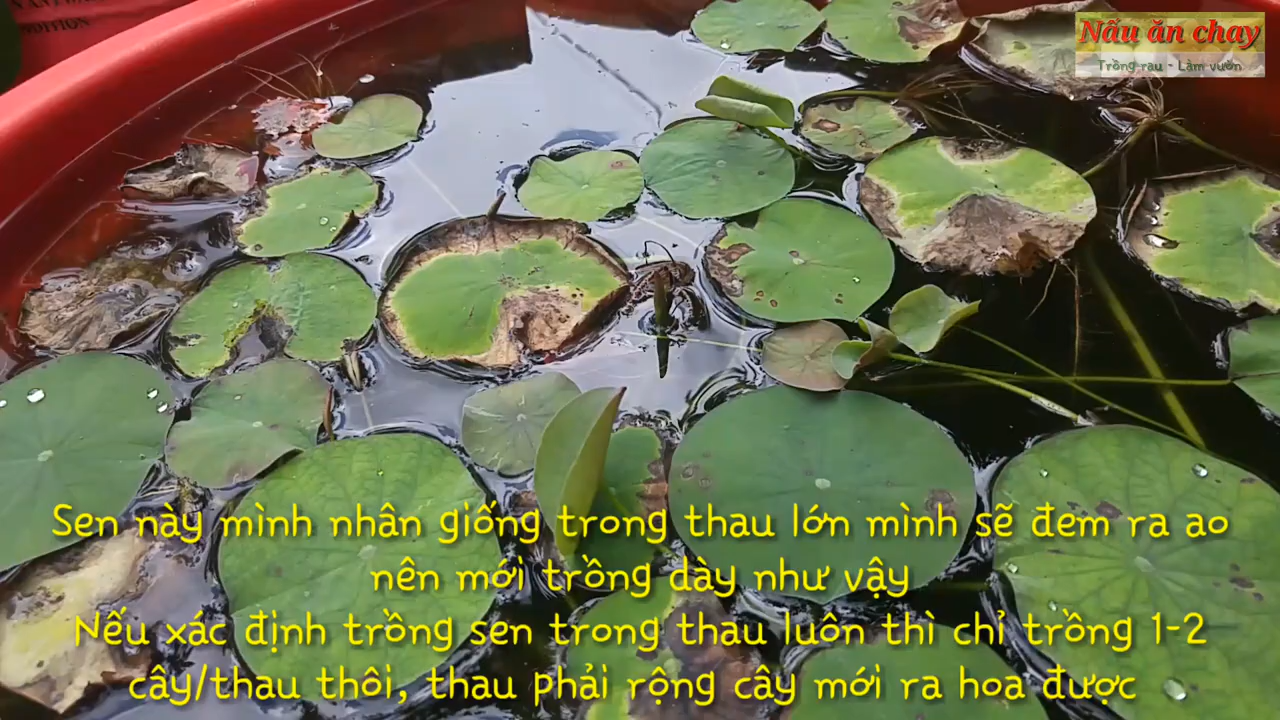 Nấu ăn chay
Trồng rau - Làm vườn
Sen này mình nhân giống trong thau lớn mình sẽ đem ra ao
nên mới trồng dày như vậy
Nếu xác định trồng sen trong thau luôn thì chỉ trồng 1-2
cây/thau thôi, thau phải rộng cây mới ra hoa được